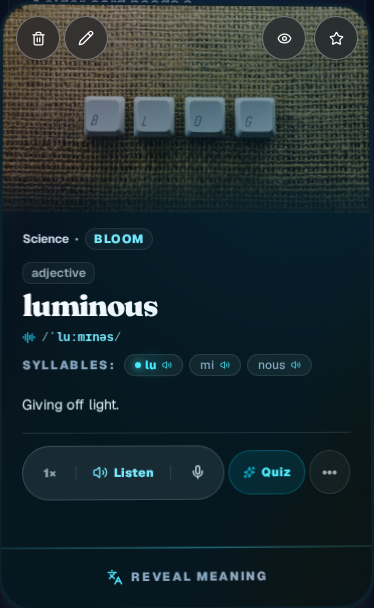 B L O G
Science · BLOOM
adjective
luminous
/ˈluːmɪnəs/
SYLLABLES: lu mi nous
Giving off light.
1× Listen Quiz
REVEAL MEANING